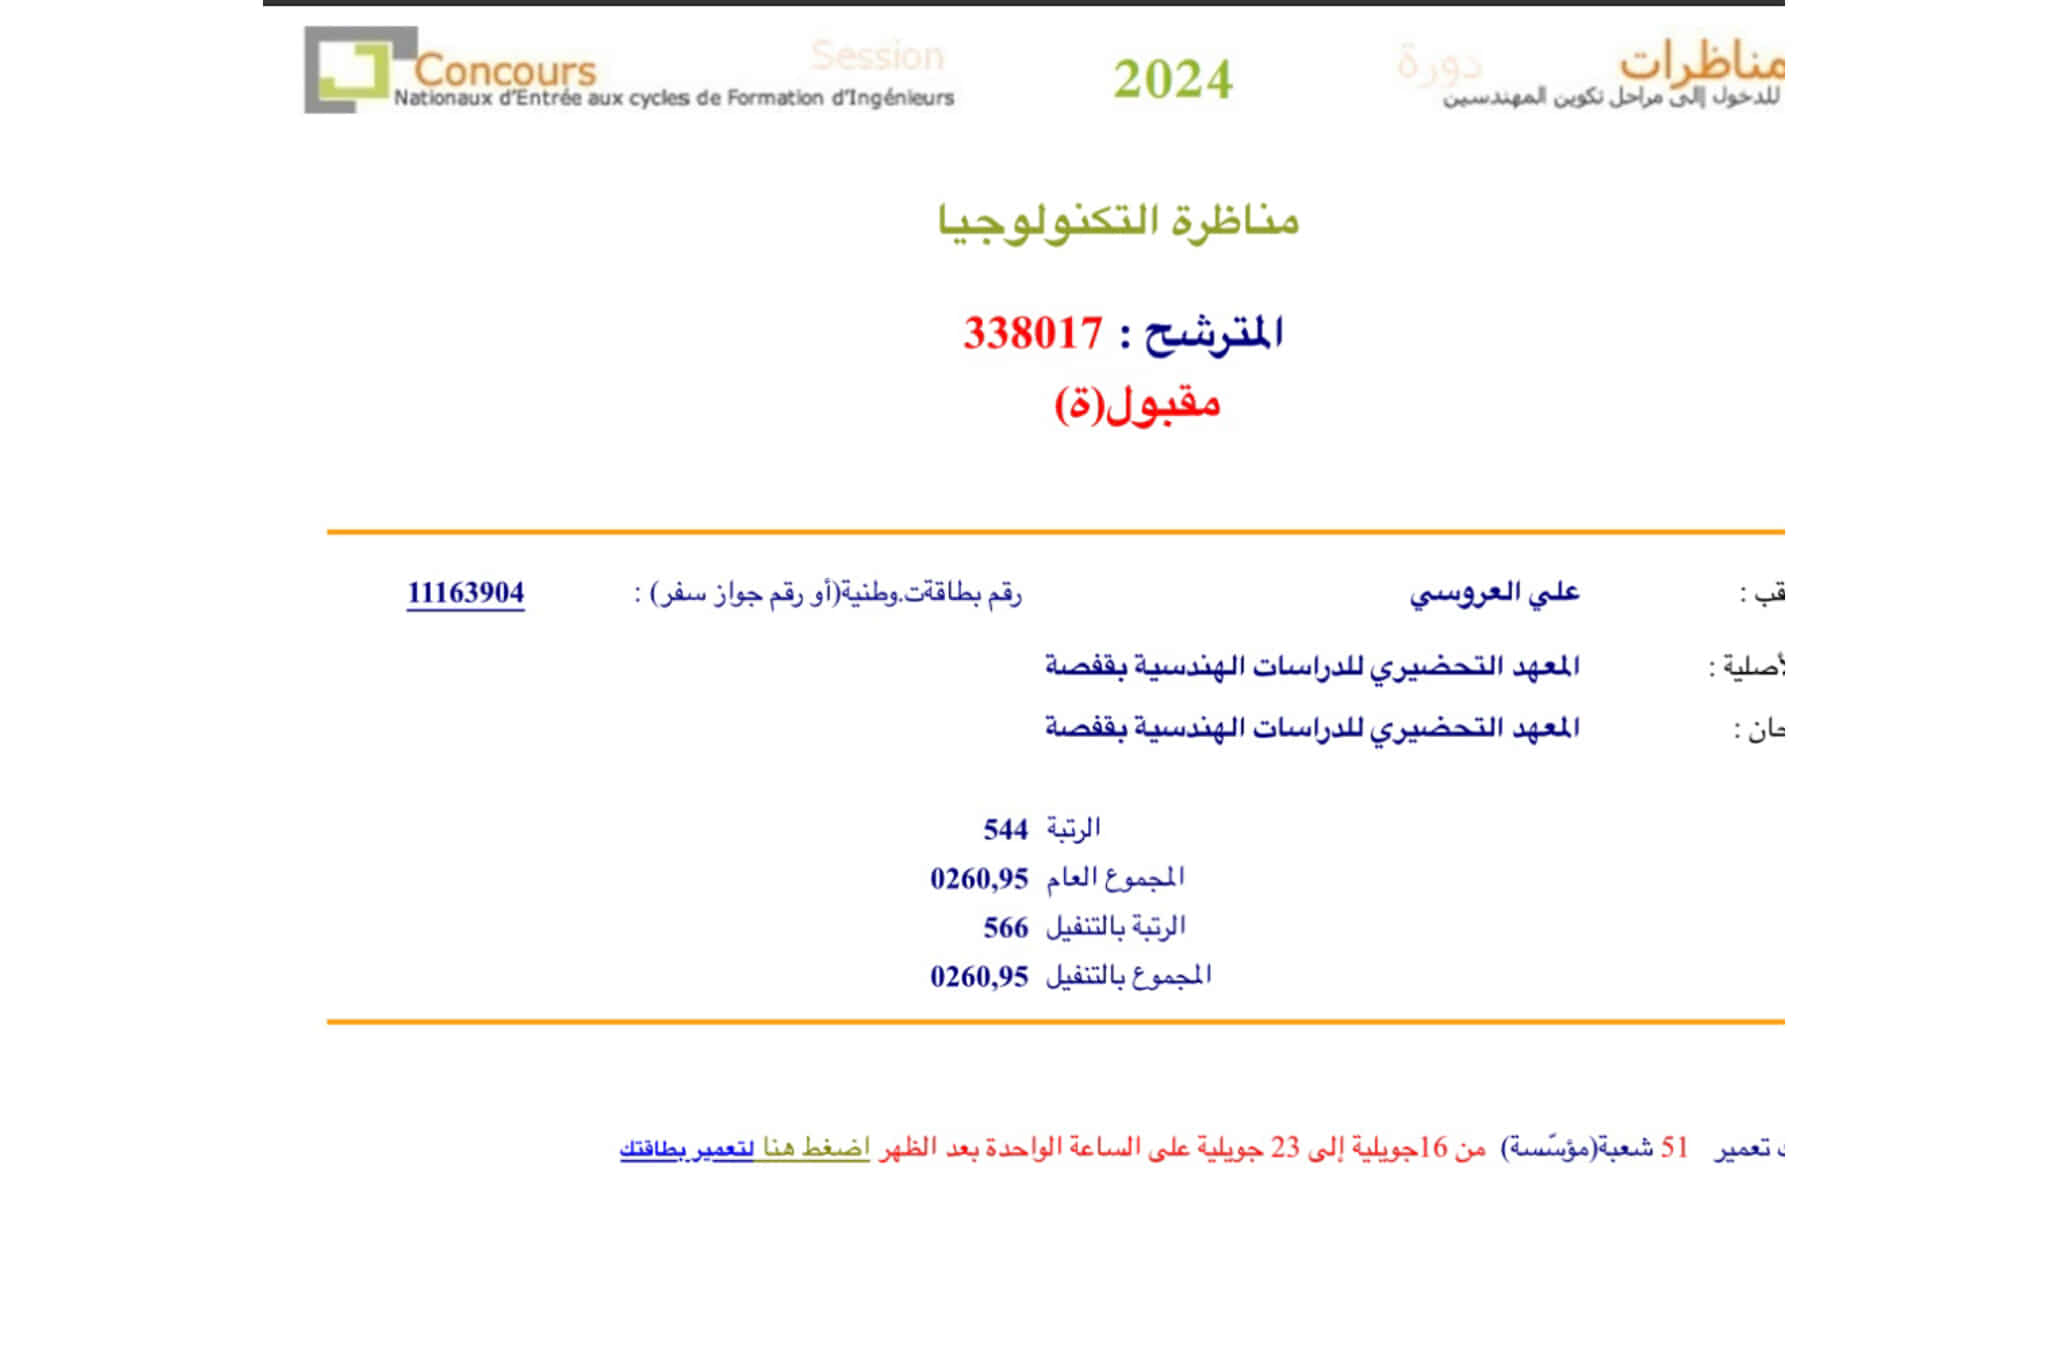 Concours Session 2024 دورة مناظرات
Nationaux d'Entrée aux cycles de Formation d'Ingénieurs للدخول إلى مراحل تكوين المهندسين
مناظرة التكنولوجيا
المترشح : 338017
مقبول(ة)
قب : علي العروسي رقم بطاقةت.وطنية(أو رقم جواز سفر) : 11163904
لأصلية : المعهد التحضيري للدراسات الهندسية بقفصة
حان : المعهد التحضيري للدراسات الهندسية بقفصة
الرتبة 544
المجموع العام 0260,95
الرتبة بالتنفيل 566
المجموع بالتنفيل 0260,95
تعمير 51 شعبة(مؤسّسة) من 16جويلية إلى 23 جويلية على الساعة الواحدة بعد الظهر اضغط هنا لتعمير بطاقتك